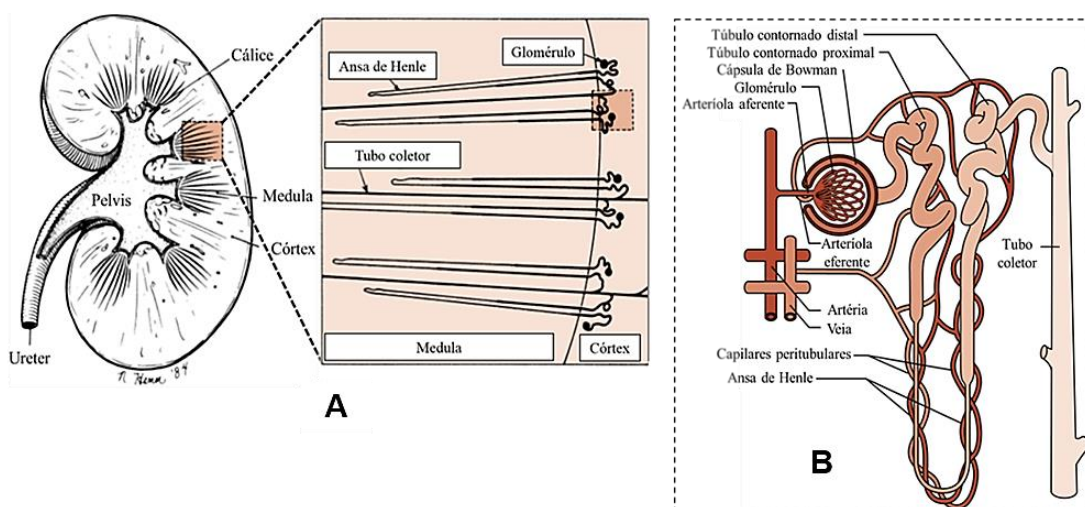 Cálice
Medula
Córtex
Pelvis
Ureter
Glomérulo
Ansa de Henle
Tubo coletor
Medula
Córtex
A
Túbulo contornado distal
Túbulo contornado proximal
Cápsula de Bowman
Glomérulo
Arteríola aferente
Arteríola
eferente
Artéria
Veia
Capilares peritubulares
Ansa de Henle
Tubo
coletor
B